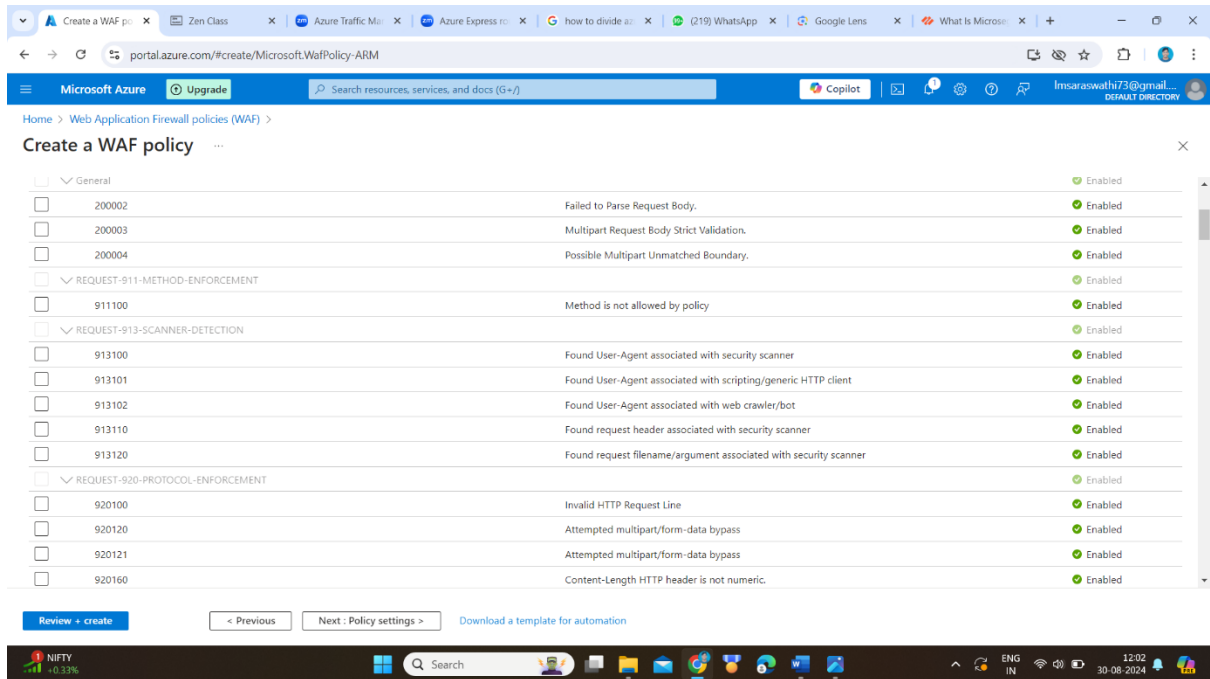 Create a WAF po
Zen Class
Azure Traffic Ma
Azure Express ro
how to divide az
(219) WhatsApp
Google Lens
What Is Microse
portal.azure.com/#create/Microsoft.WafPolicy-ARM
Microsoft Azure
Upgrade
Search resources, services, and docs (G+/)
Copilot
1
lmsaraswathi73@gmail....
DEFAULT DIRECTORY
Home > Web Application Firewall policies (WAF) >
Create a WAF policy ...
General Enabled
200002 Failed to Parse Request Body. Enabled
200003 Multipart Request Body Strict Validation. Enabled
200004 Possible Multipart Unmatched Boundary. Enabled
REQUEST-911-METHOD-ENFORCEMENT Enabled
911100 Method is not allowed by policy Enabled
REQUEST-913-SCANNER-DETECTION Enabled
913100 Found User-Agent associated with security scanner Enabled
913101 Found User-Agent associated with scripting/generic HTTP client Enabled
913102 Found User-Agent associated with web crawler/bot Enabled
913110 Found request header associated with security scanner Enabled
913120 Found request filename/argument associated with security scanner Enabled
REQUEST-920-PROTOCOL-ENFORCEMENT Enabled
920100 Invalid HTTP Request Line Enabled
920120 Attempted multipart/form-data bypass Enabled
920121 Attempted multipart/form-data bypass Enabled
920160 Content-Length HTTP header is not numeric. Enabled
Review + create
< Previous
Next : Policy settings >
Download a template for automation
1
NIFTY
+0.33%
Search
ENG
IN
12:02
30-08-2024